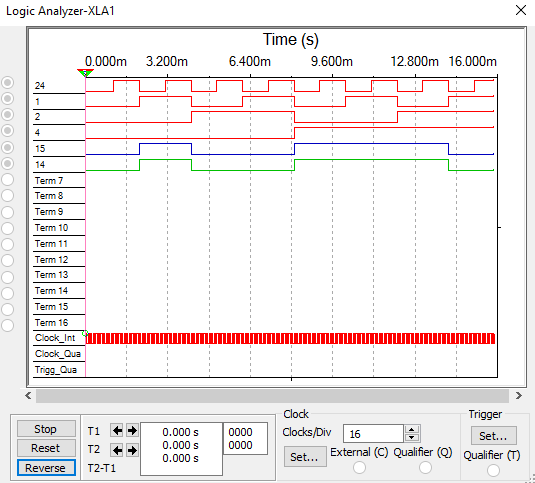 Logic Analyzer-XLA1
Time (s)
0.000m 3.200m 6.400m 9.600m 12.800m 16.000m
24
1
2
4
15
14
Term 7
Term 8
Term 9
Term 10
Term 11
Term 12
Term 13
Term 14
Term 15
Term 16
Clock_Int
Clock_Qua
Trigg_Qua
Stop
Reset
Reverse
T1 0.000 s 0000
T2 0.000 s 0000
T2-T1 0.000 s
Clock
Clocks/Div 16
Set... External (C) Qualifier (Q)
Trigger
Set...
Qualifier (T)